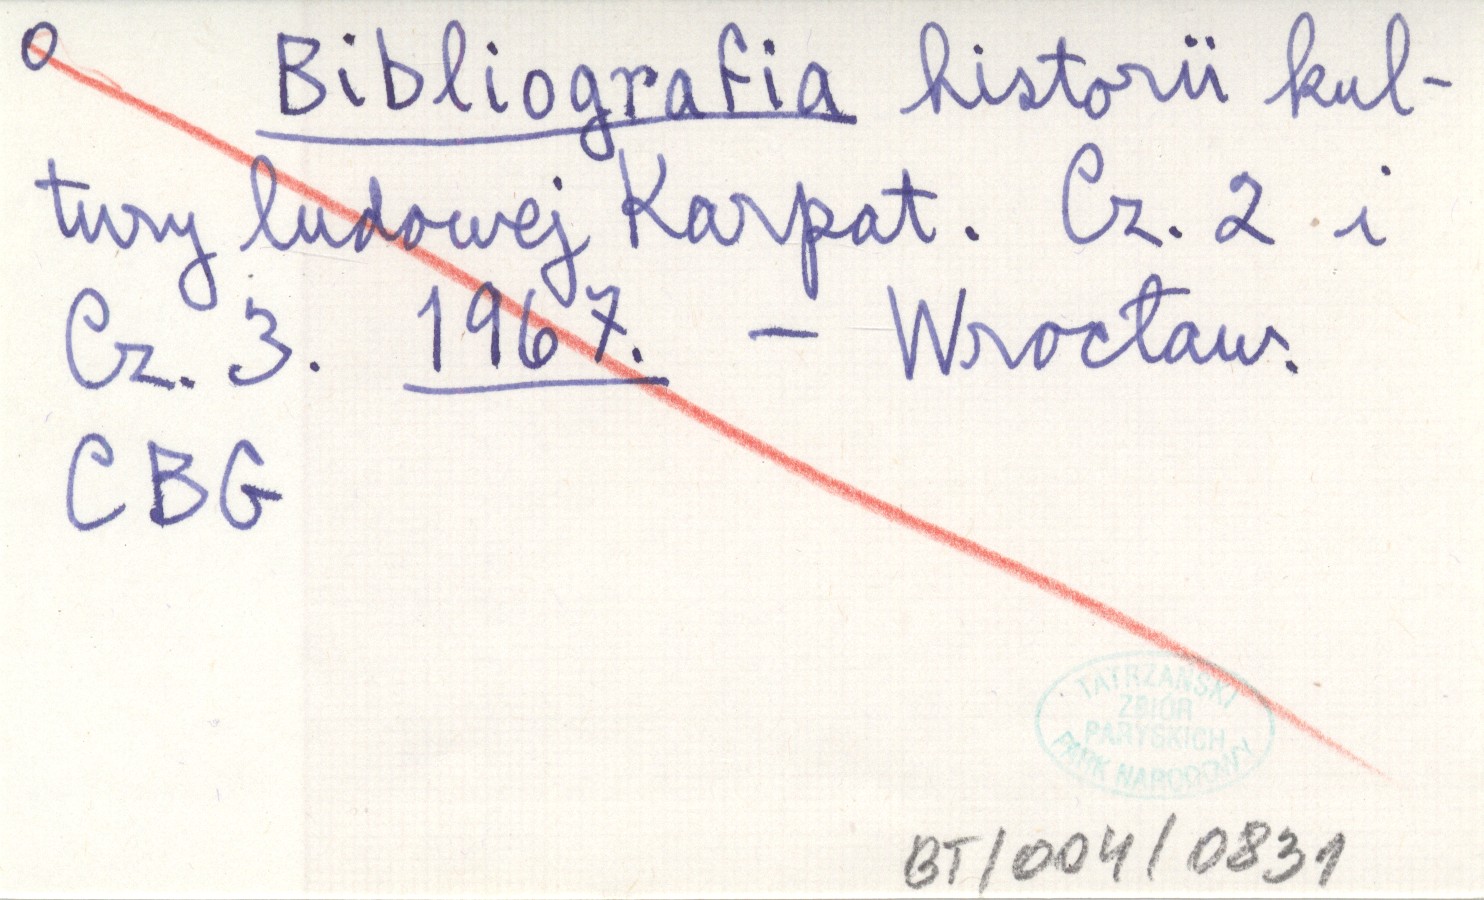 O Bibliografia historii kul-
tury ludowej Karpat. Cz. 2 i
Cz. 3. 1967. – Wrocław.
CBG
TATRZAŃSKI
ZBIÓR
PARYSKICH
PARK NARODOWY
BT/004/0831